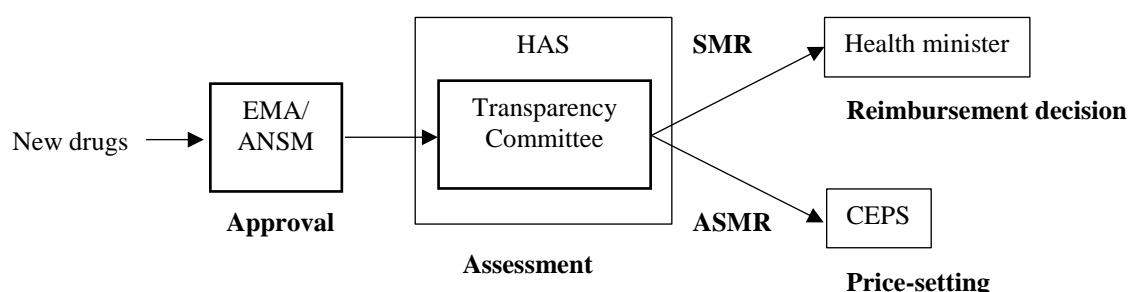 New drugs
EMA/
ANSM
Approval
HAS
Transparency
Committee
Assessment
SMR
ASMR
Health minister
Reimbursement decision
CEPS
Price-setting